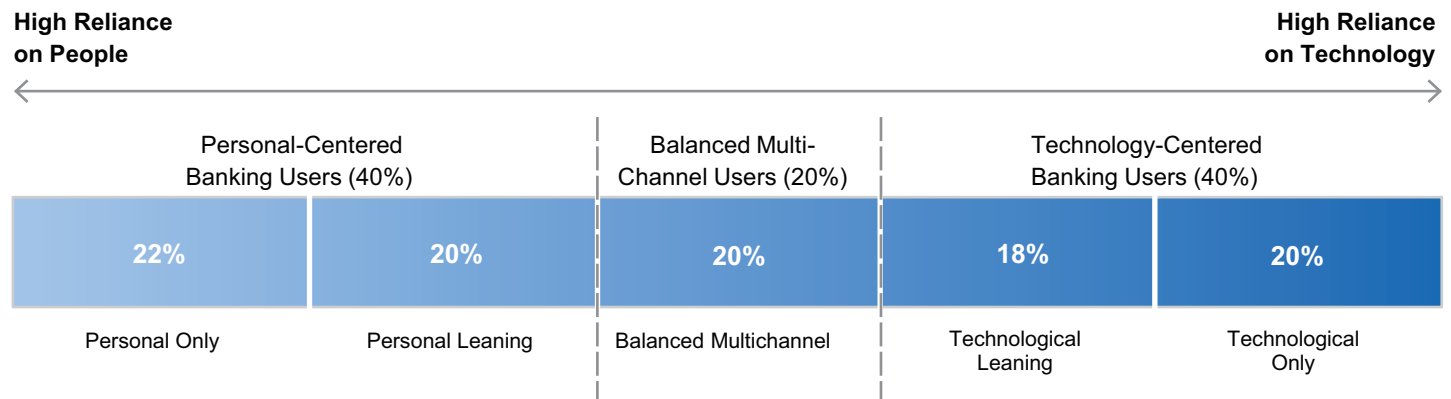 High Reliance
on People
High Reliance
on Technology
Personal-Centered
Banking Users (40%)
Balanced Multi-
Channel Users (20%)
Technology-Centered
Banking Users (40%)
22%
20%
20%
18%
20%
Personal Only
Personal Leaning
Balanced Multichannel
Technological
Leaning
Technological
Only